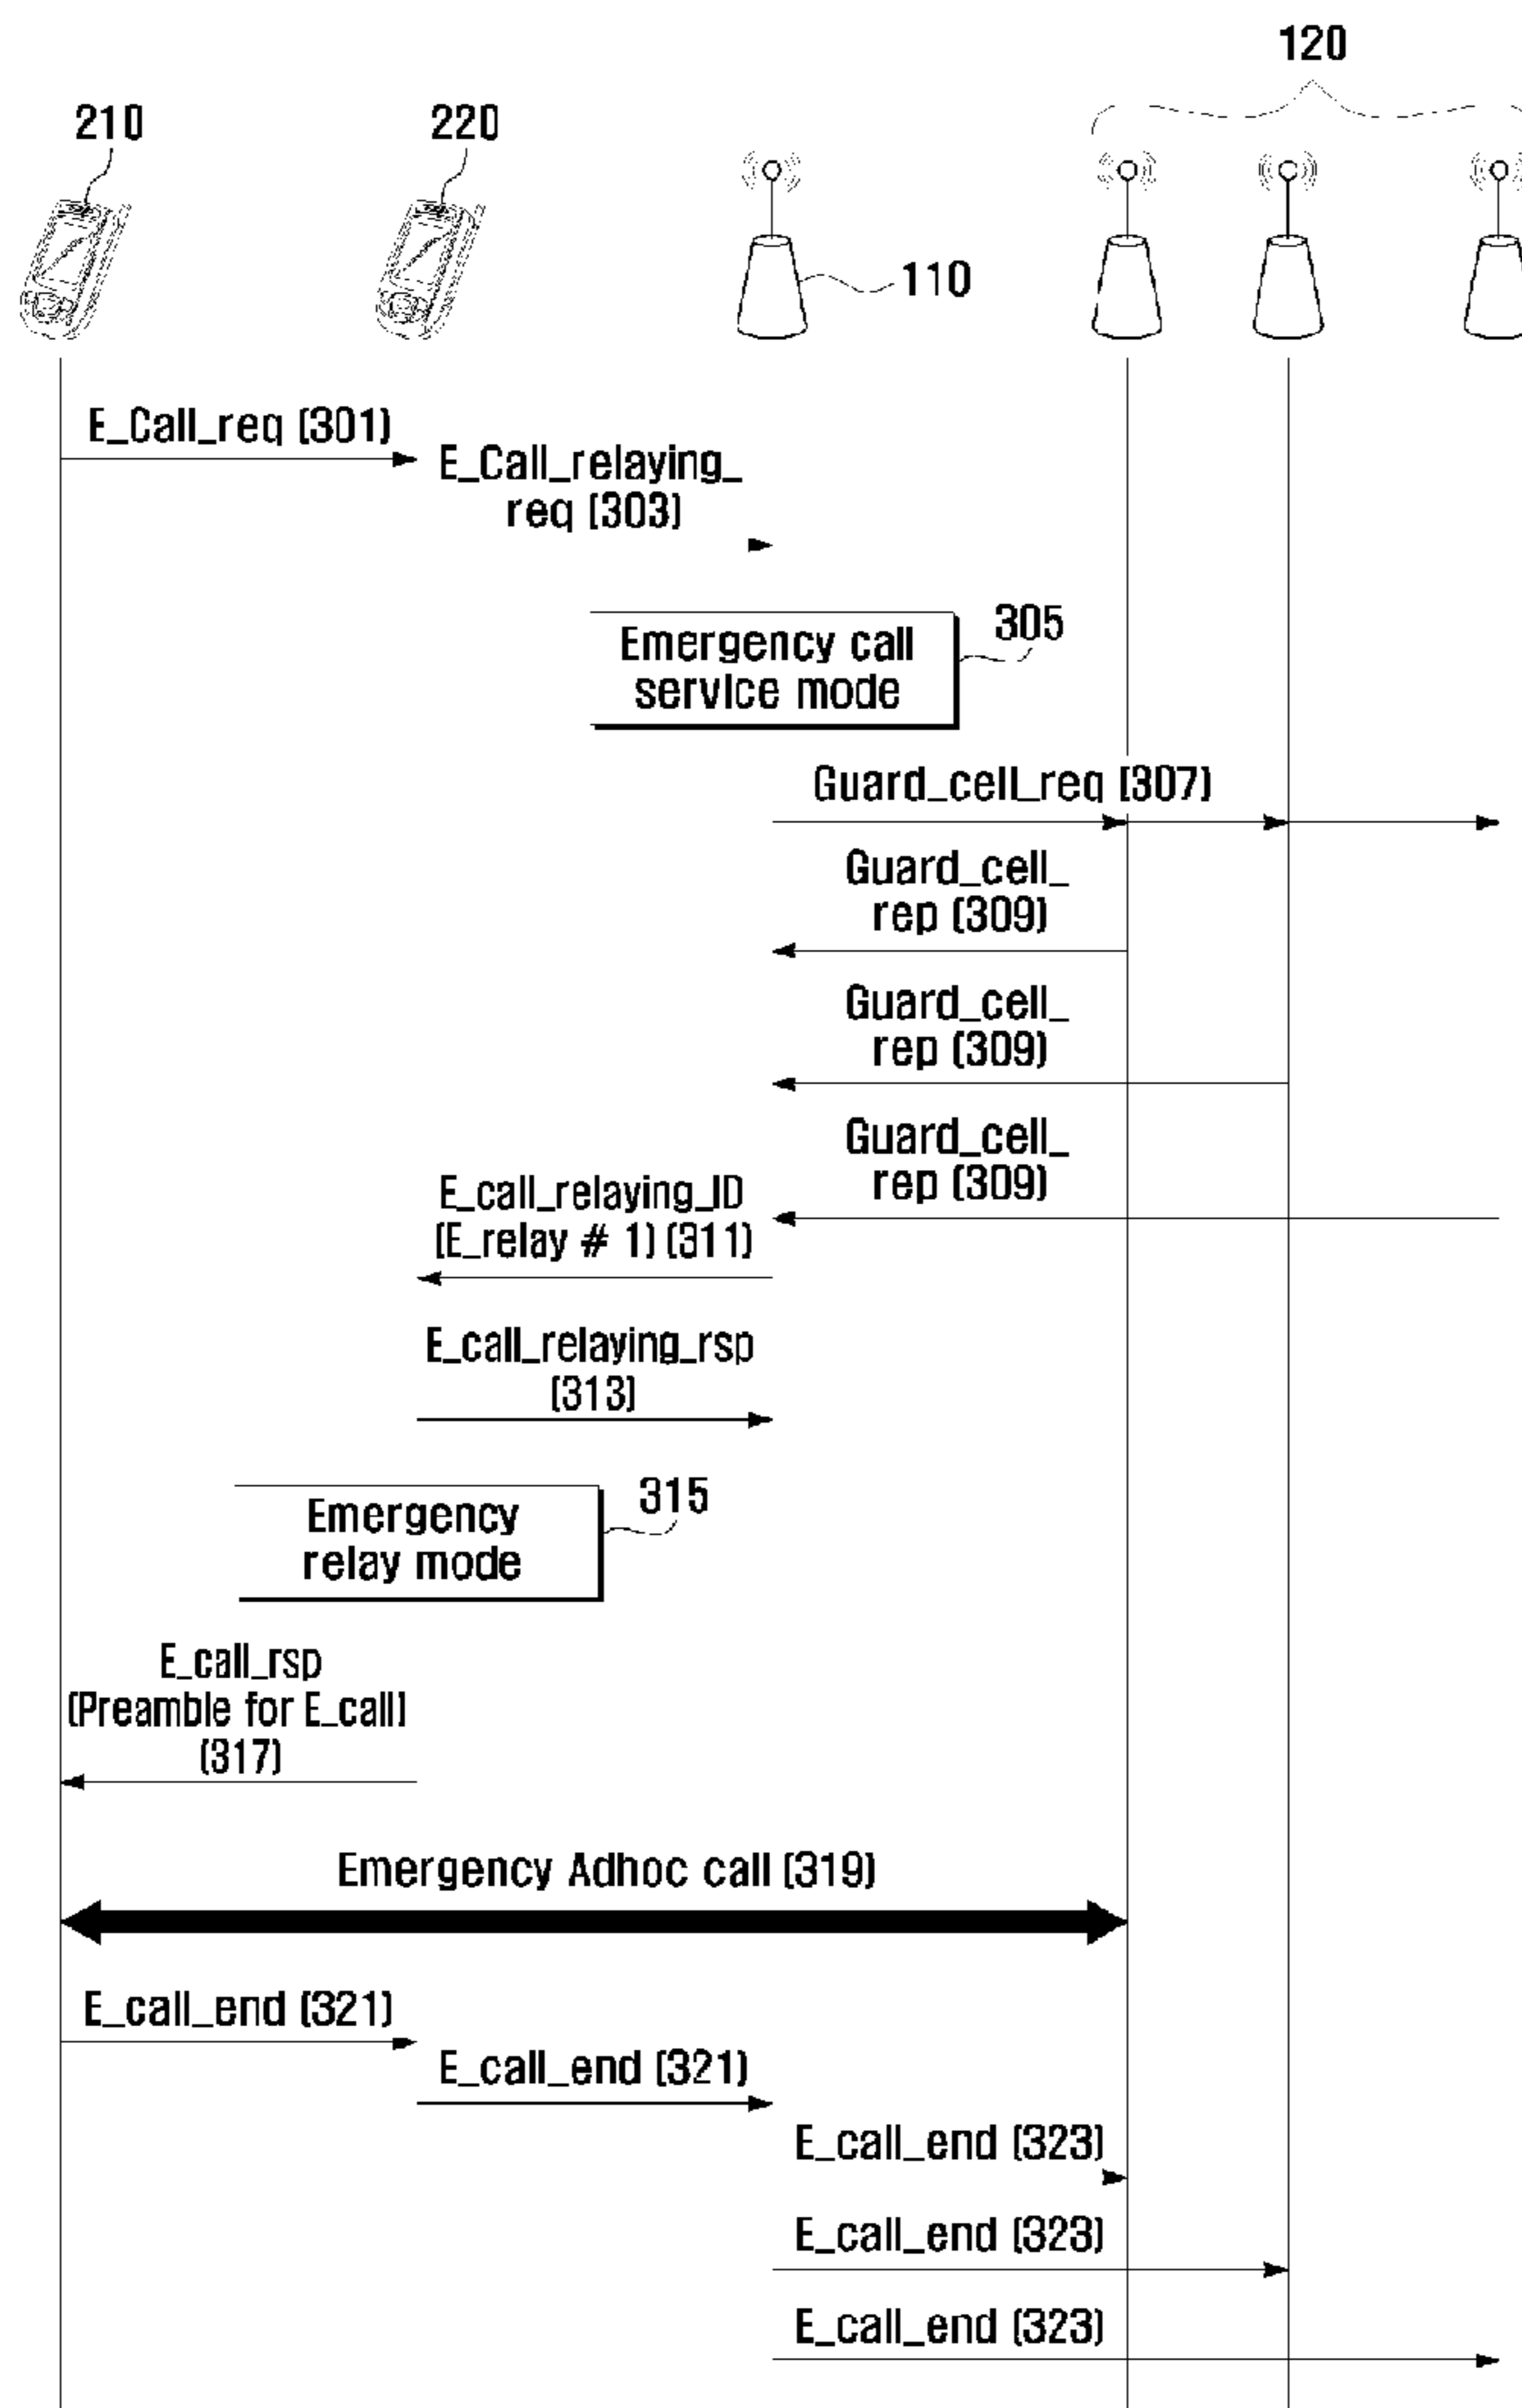 120
210
220
110
E_Call_req (301)
E_Call_relaying_
req (303)
305
Emergency call
service mode
Guard_cell_req (307)
Guard_cell_
rep (309)
Guard_cell_
rep (309)
Guard_cell_
rep (309)
E_call_relaying_ID
(E_relay # 1) (311)
E_call_relaying_rsp
(313)
315
Emergency
relay mode
E_call_rsp
(Preamble for E_call)
(317)
Emergency Adhoc call (319)
E_call_end (321)
E_call_end (321)
E_call_end (323)
E_call_end (323)
E_call_end (323)